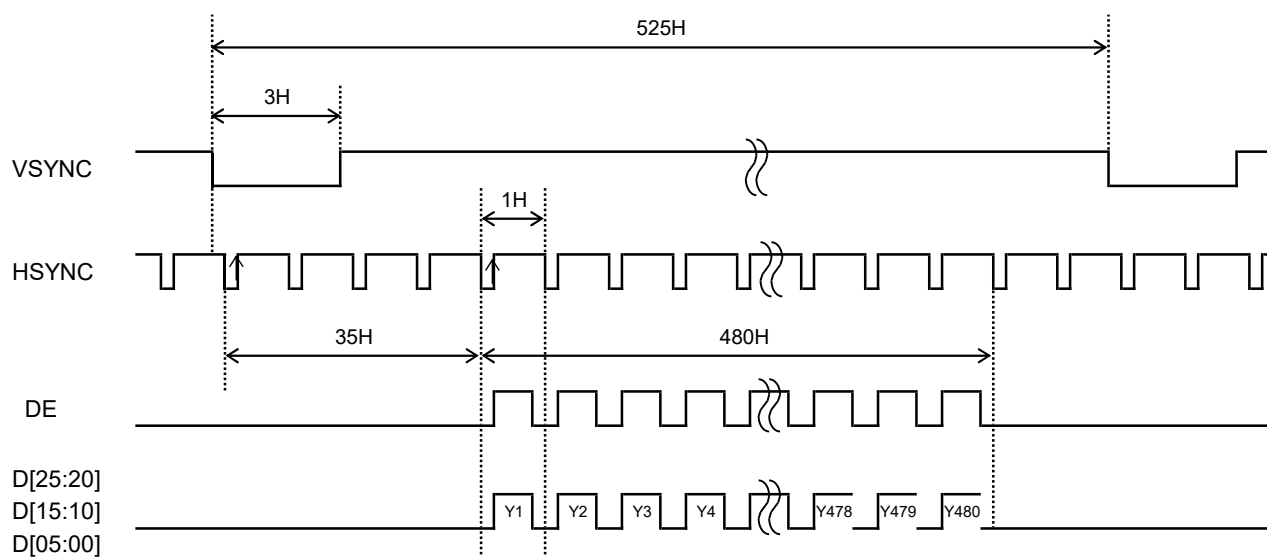 525H
3H
VSYNC
1H
HSYNC
35H
480H
DE
D[25:20]
D[15:10]
D[05:00]
Y1 Y2 Y3 Y4 Y478 Y479 Y480